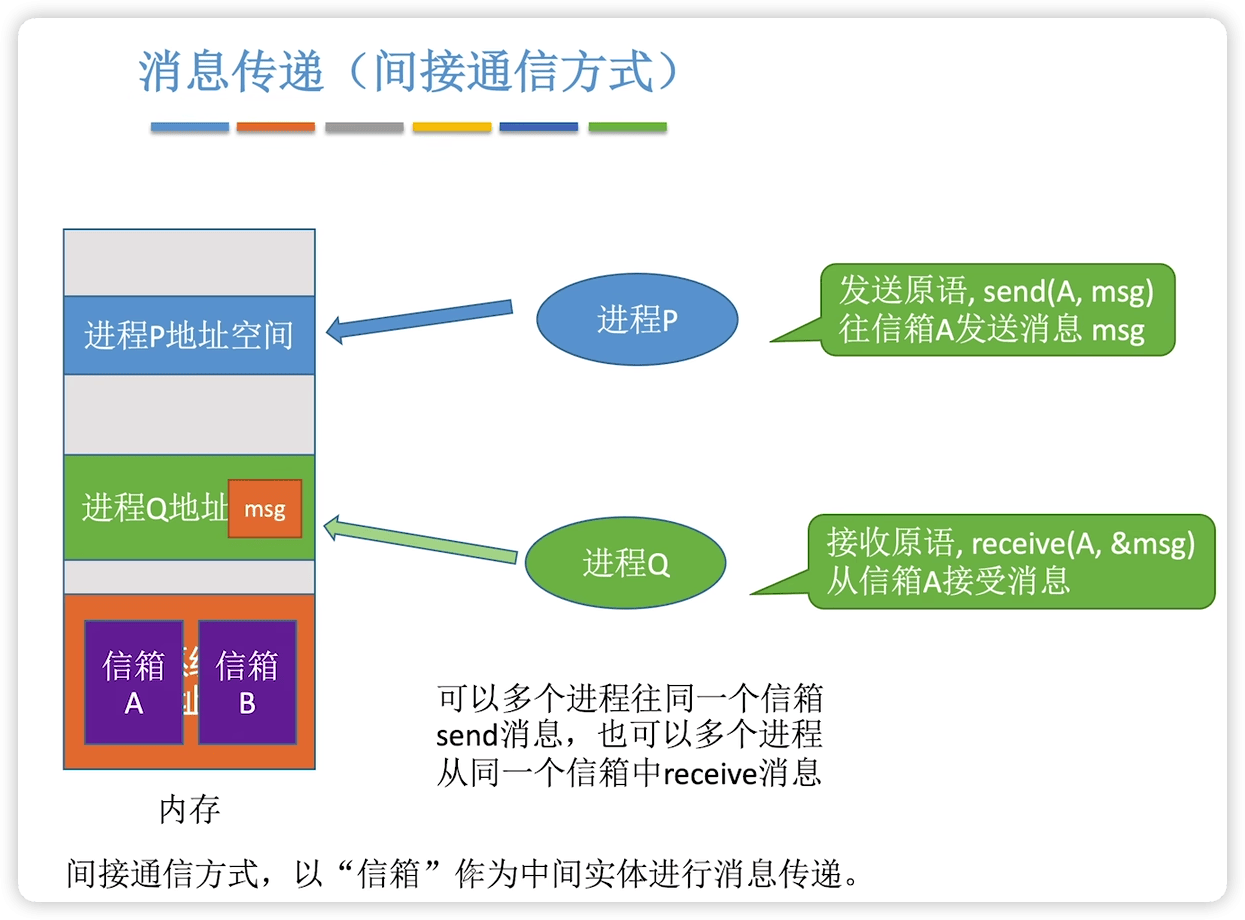 消息传递（间接通信方式）
进程P地址空间
进程P
发送原语, send(A, msg)
往信箱A发送消息 msg
进程Q地址
msg
进程Q
接收原语, receive(A, &msg)
从信箱A接受消息
信箱
A
信箱
B
可以多个进程往同一个信箱
send消息，也可以多个进程
从同一个信箱中receive消息
内存
间接通信方式，以“信箱”作为中间实体进行消息传递。